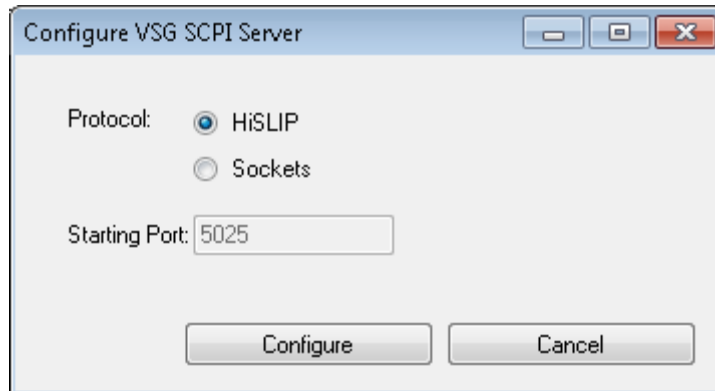 Configure VSG SCPI Server
Protocol: HiSLIP
Sockets
Starting Port: 5025
Configure Cancel